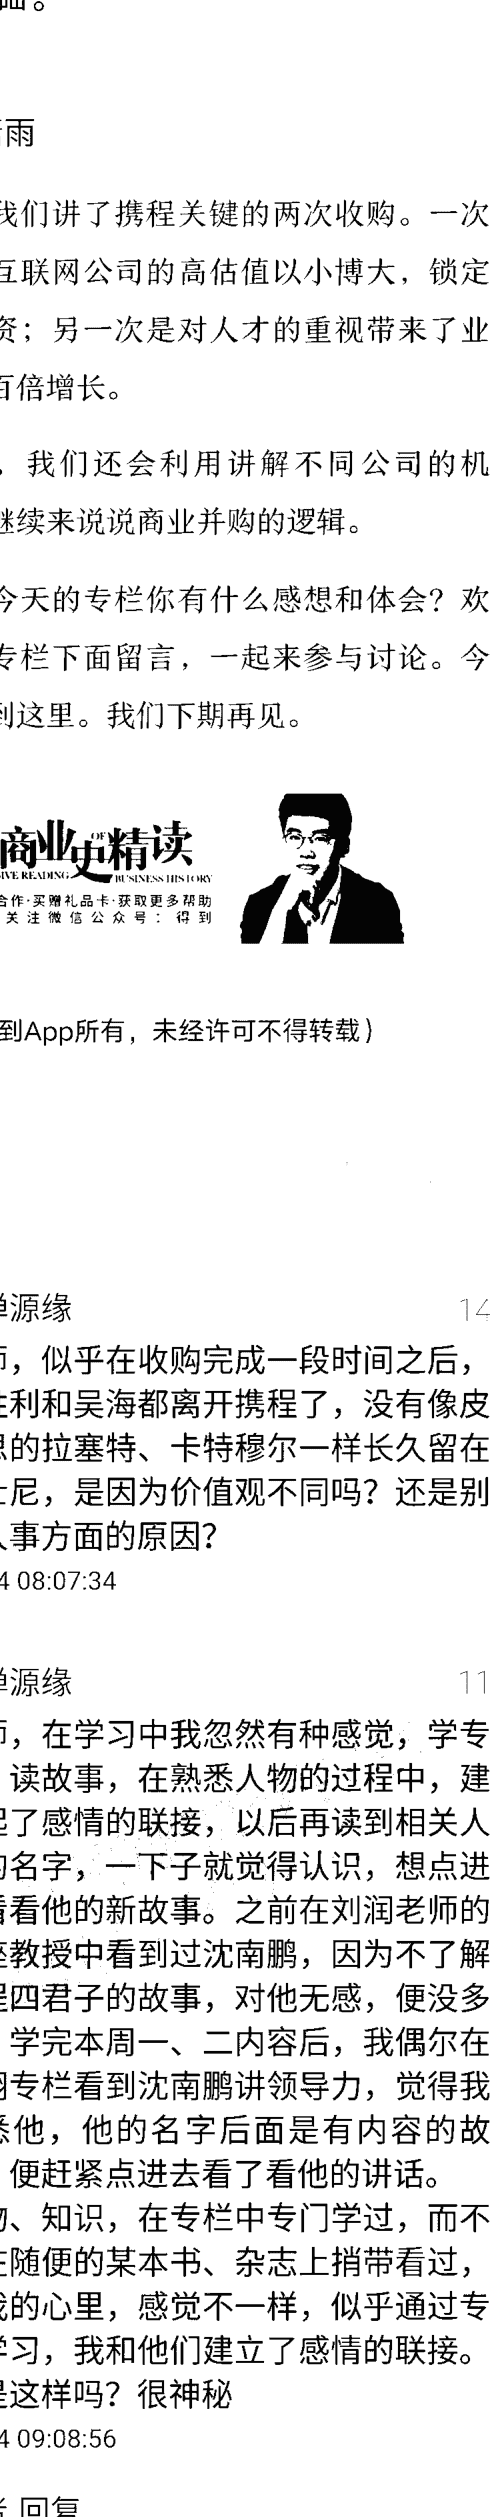 雨
我们讲了携程关键的两次收购。一次
互联网公司的高估值以小博大，锁定
资；另一次是对人才的重视带来了业
百倍增长。
，我们还会利用讲解不同公司的机
继续来说说商业并购的逻辑。
今天的专栏你有什么感想和体会？欢
专栏下面留言，一起来参与讨论。今
到这里。我们下期再见。
商业史精读
OF
IVE READING
BUSINESS HISTORY
合作·买赠礼品卡·获取更多帮助
关注微信公众号：得到
到App所有，未经许可不得转载）
源缘
14
师，似乎在收购完成一段时间之后，
胜利和吴海都离开携程了，没有像皮
思的拉塞特、卡特穆尔一样长久留在
士尼，是因为价值观不同吗？还是别
人事方面的原因？
4 08:07:34
源缘
11
师，在学习中我忽然有种感觉，学专
读故事，在熟悉人物的过程中，建
起了感情的联接，以后再读到相关人
的名字，一下子就觉得认识，想点进
看看他的新故事。之前在刘润老师的
教授中看到过沈南鹏，因为不了解
程四君子的故事，对他无感，便没多
学完本周一、二内容后，我偶尔在
翔专栏看到沈南鹏讲领导力，觉得我
悉他，他的名字后面是有内容的故
便赶紧点进去看了看他的讲话。
物、知识，在专栏中专门学过，而不
在随便的某本书、杂志上捎带看过，
我的心里，感觉不一样，似乎通过专
学习，我和他们建立了感情的联接。
是这样吗？很神秘
4 09:08:56
者 回复